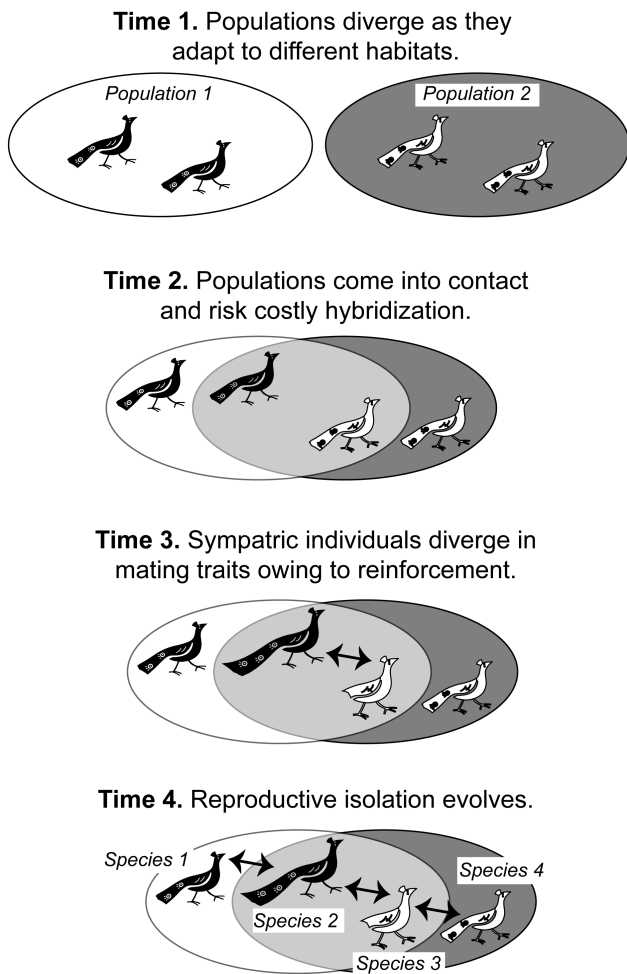 Time 1. Populations diverge as they
adapt to different habitats.
Population 1
Population 2
Time 2. Populations come into contact
and risk costly hybridization.
Time 3. Sympatric individuals diverge in
mating traits owing to reinforcement.
Time 4. Reproductive isolation evolves.
Species 1
Species 2
Species 3
Species 4